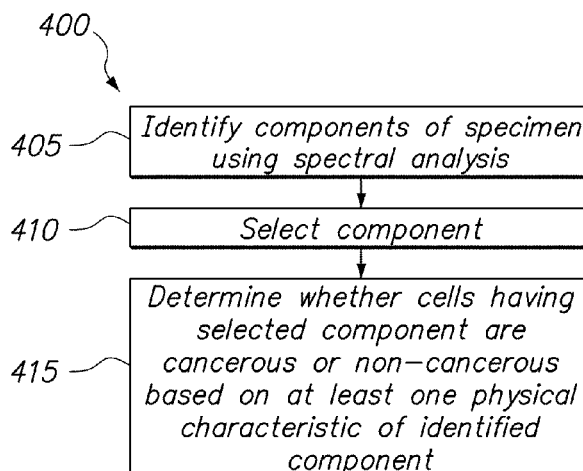 400
405
Identify components of specimen
using spectral analysis
410
Select component
415
Determine whether cells having
selected component are
cancerous or non-cancerous
based on at least one physical
characteristic of identified
component